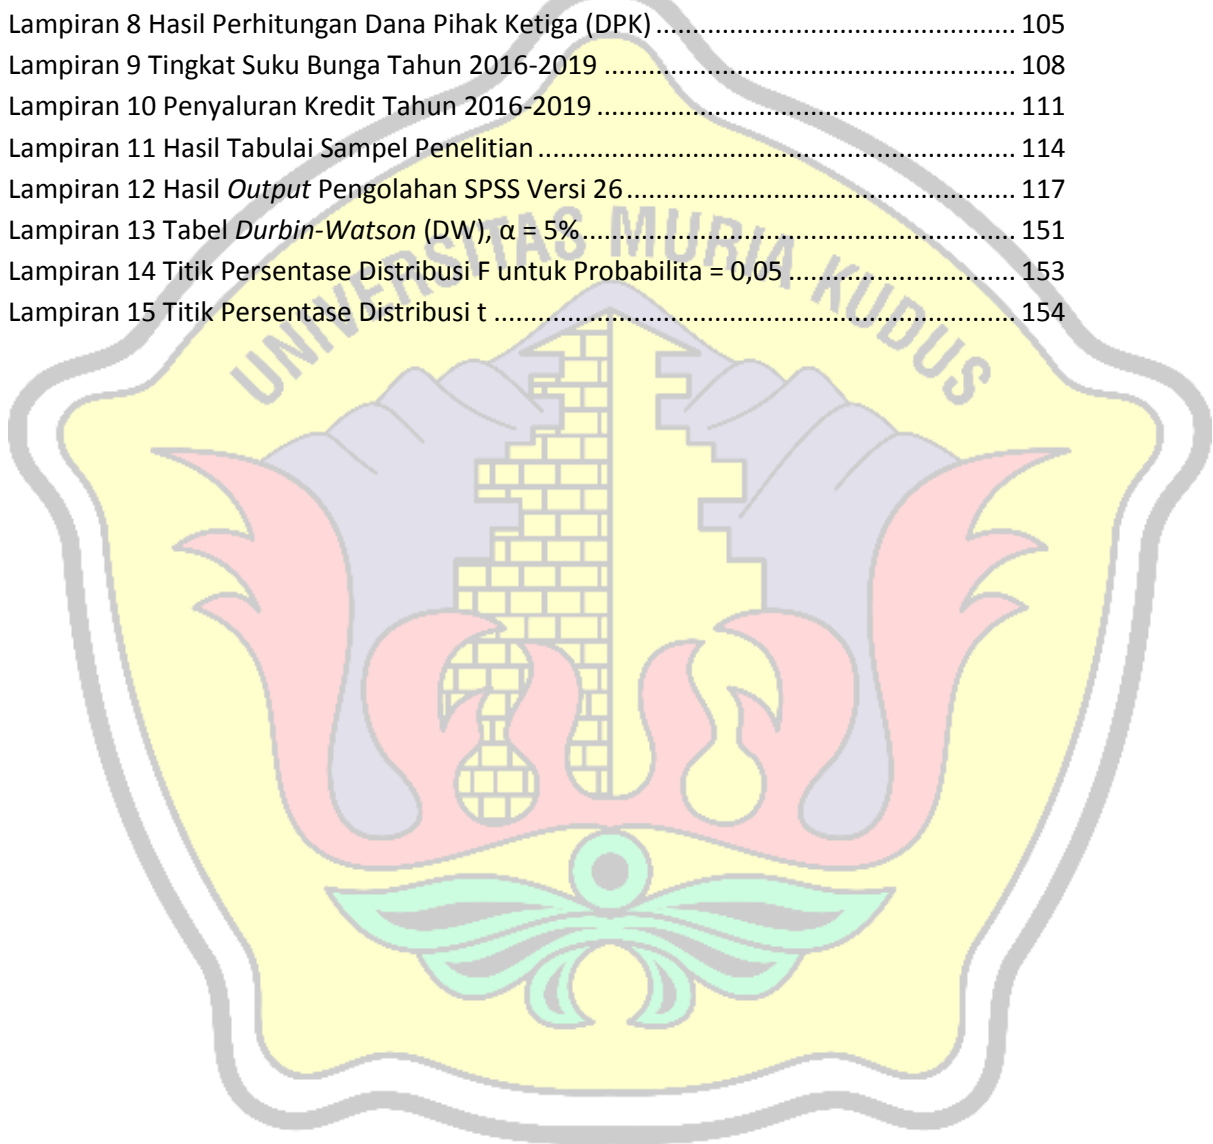 Lampiran 8 Hasil Perhitungan Dana Pihak Ketiga (DPK) ................................................ 105
Lampiran 9 Tingkat Suku Bunga Tahun 2016-2019 ....................................................... 108
Lampiran 10 Penyaluran Kredit Tahun 2016-2019 ........................................................ 111
Lampiran 11 Hasil Tabulai Sampel Penelitian ................................................................ 114
Lampiran 12 Hasil Output Pengolahan SPSS Versi 26 .................................................... 117
Lampiran 13 Tabel Durbin-Watson (DW), α = 5% .......................................................... 151
Lampiran 14 Titik Persentase Distribusi F untuk Probabilita = 0,05 .............................. 153
Lampiran 15 Titik Persentase Distribusi t ...................................................................... 154
UNIVERSITAS MURIA KUDUS